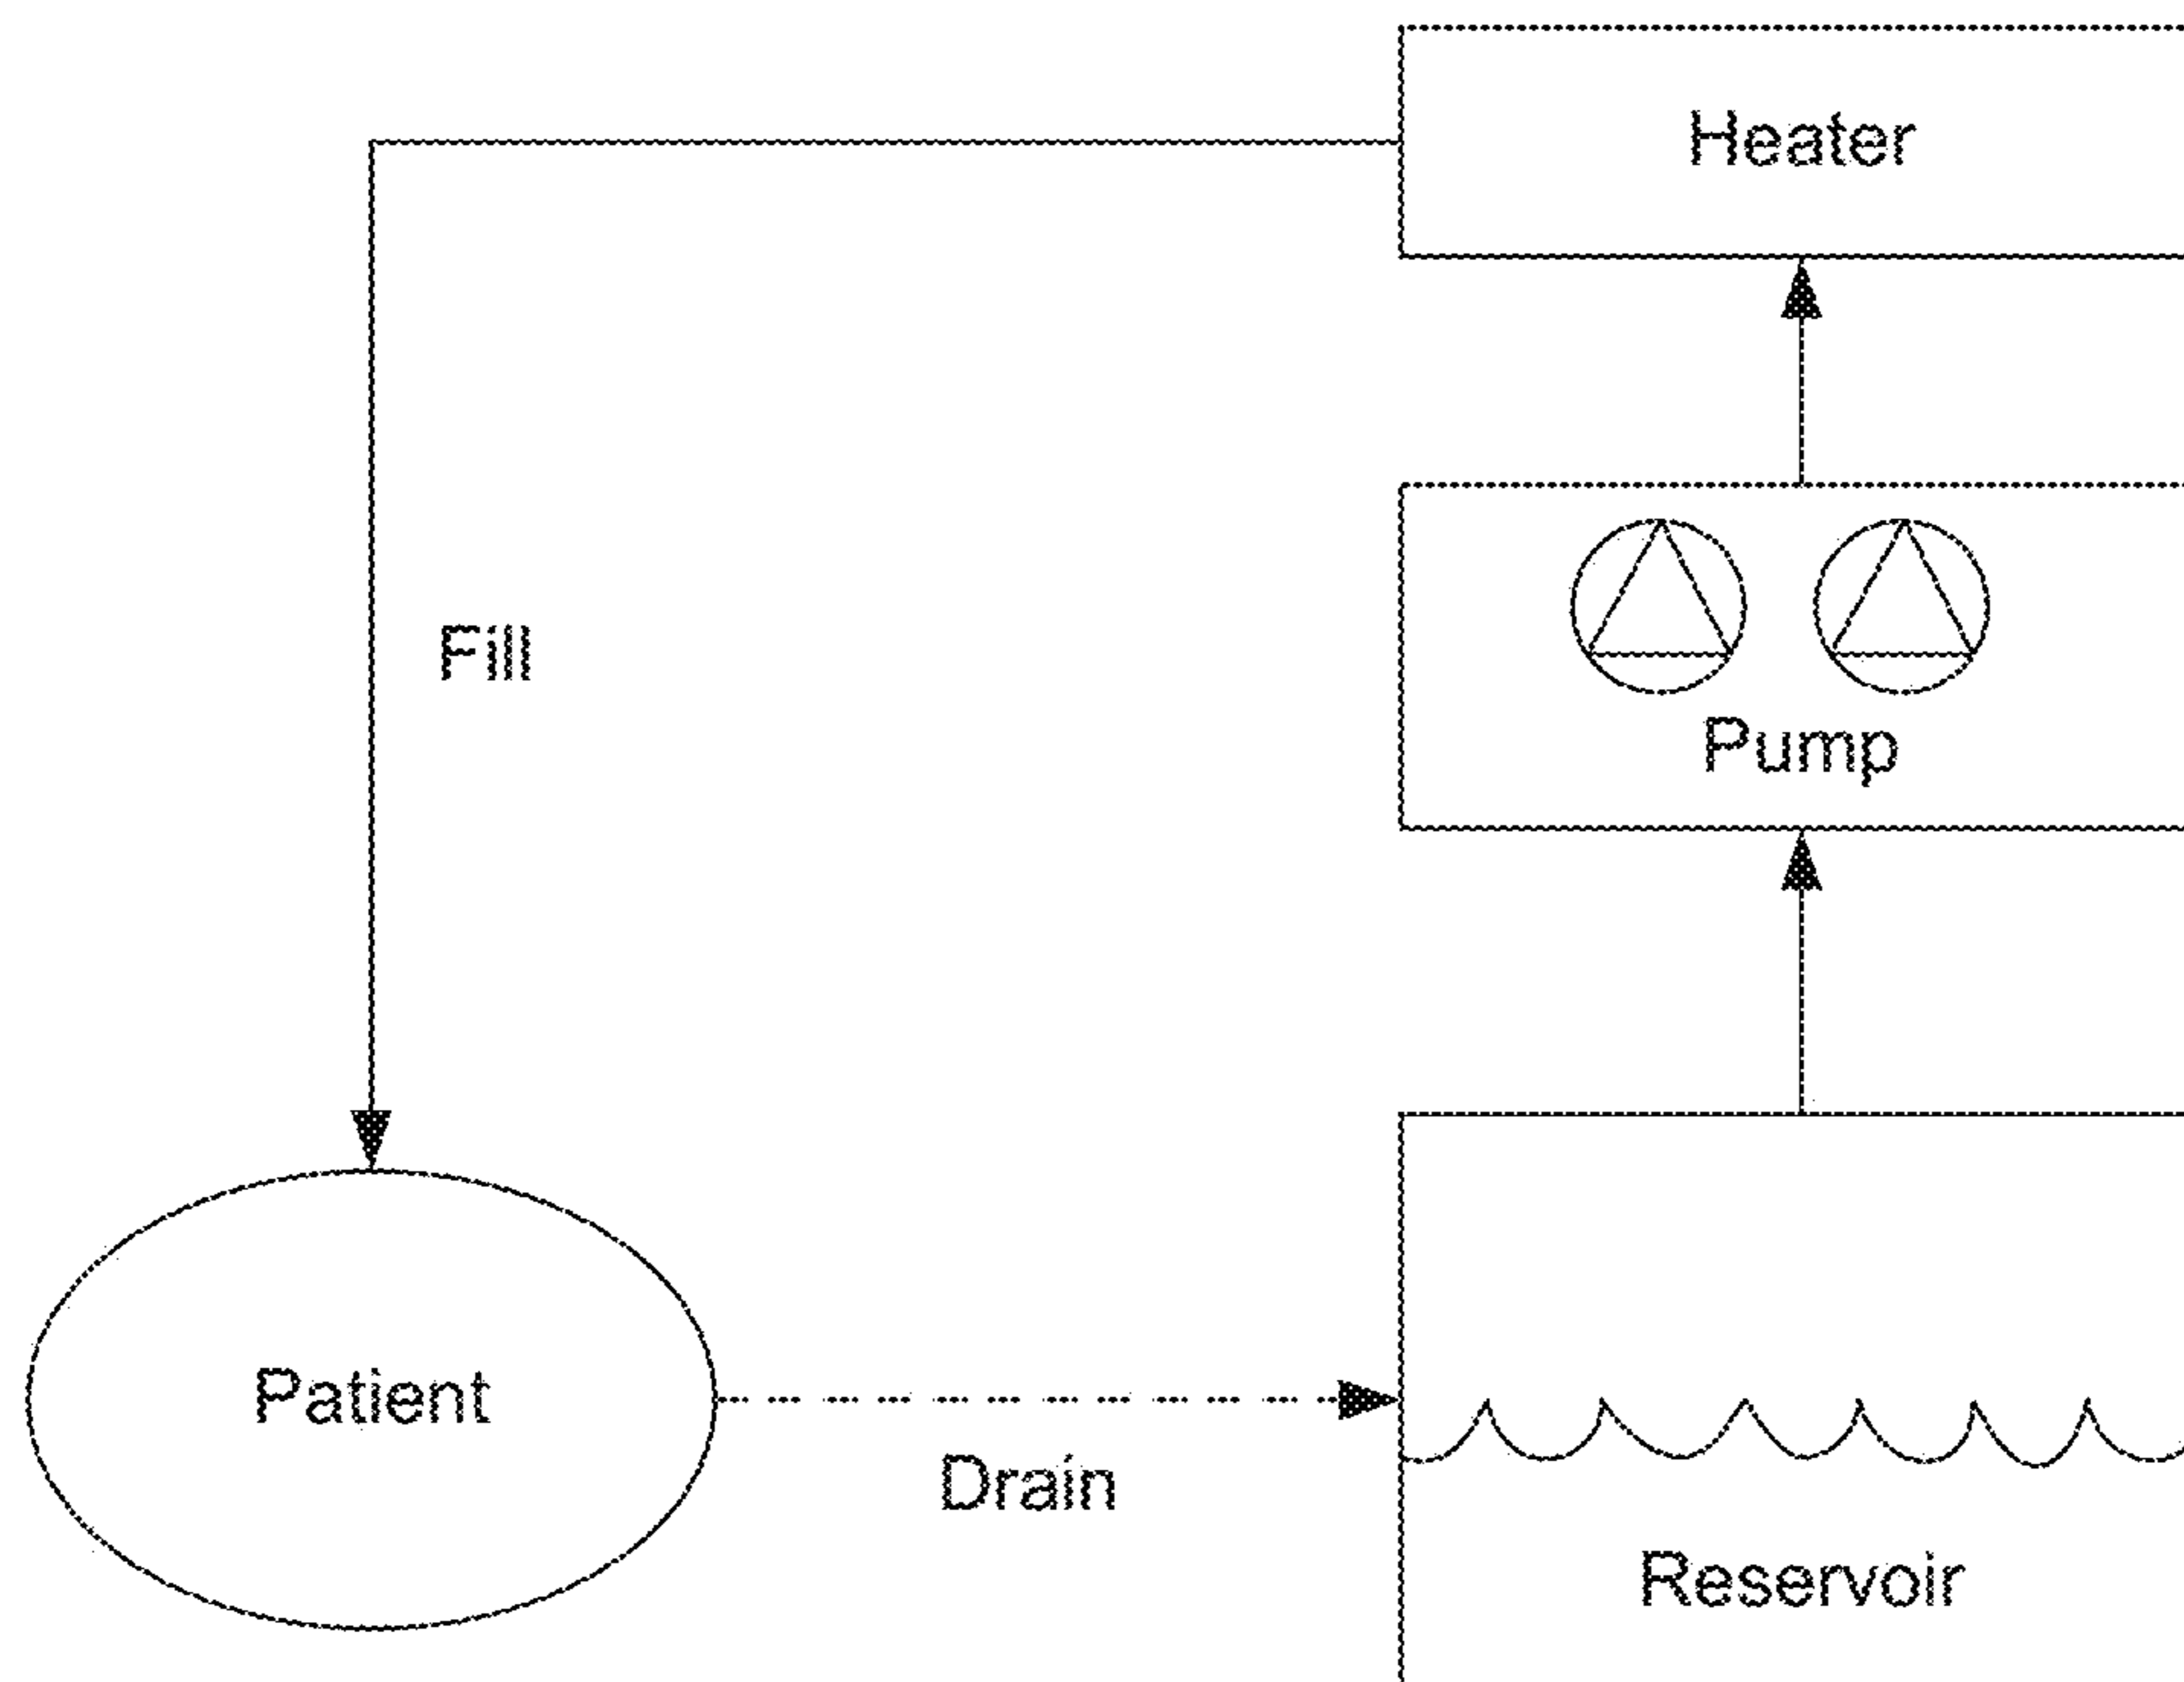 Heater
Fill
Pump
Patient
Drain
Reservoir